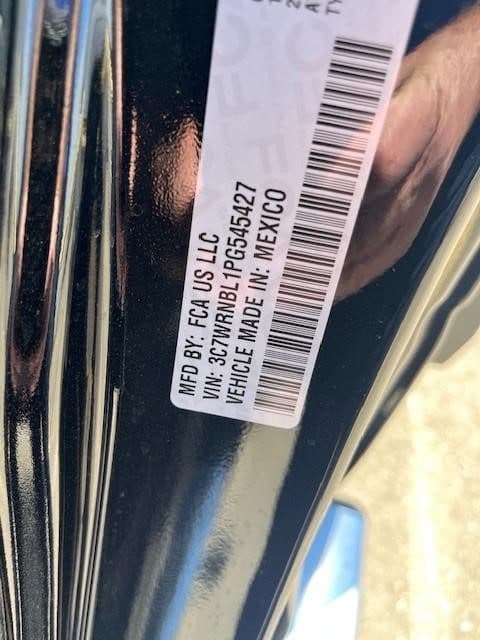 MFD BY: FCA US LLC
VIN: 3C7WRNBL1PG545427
VEHICLE MADE IN: MEXICO